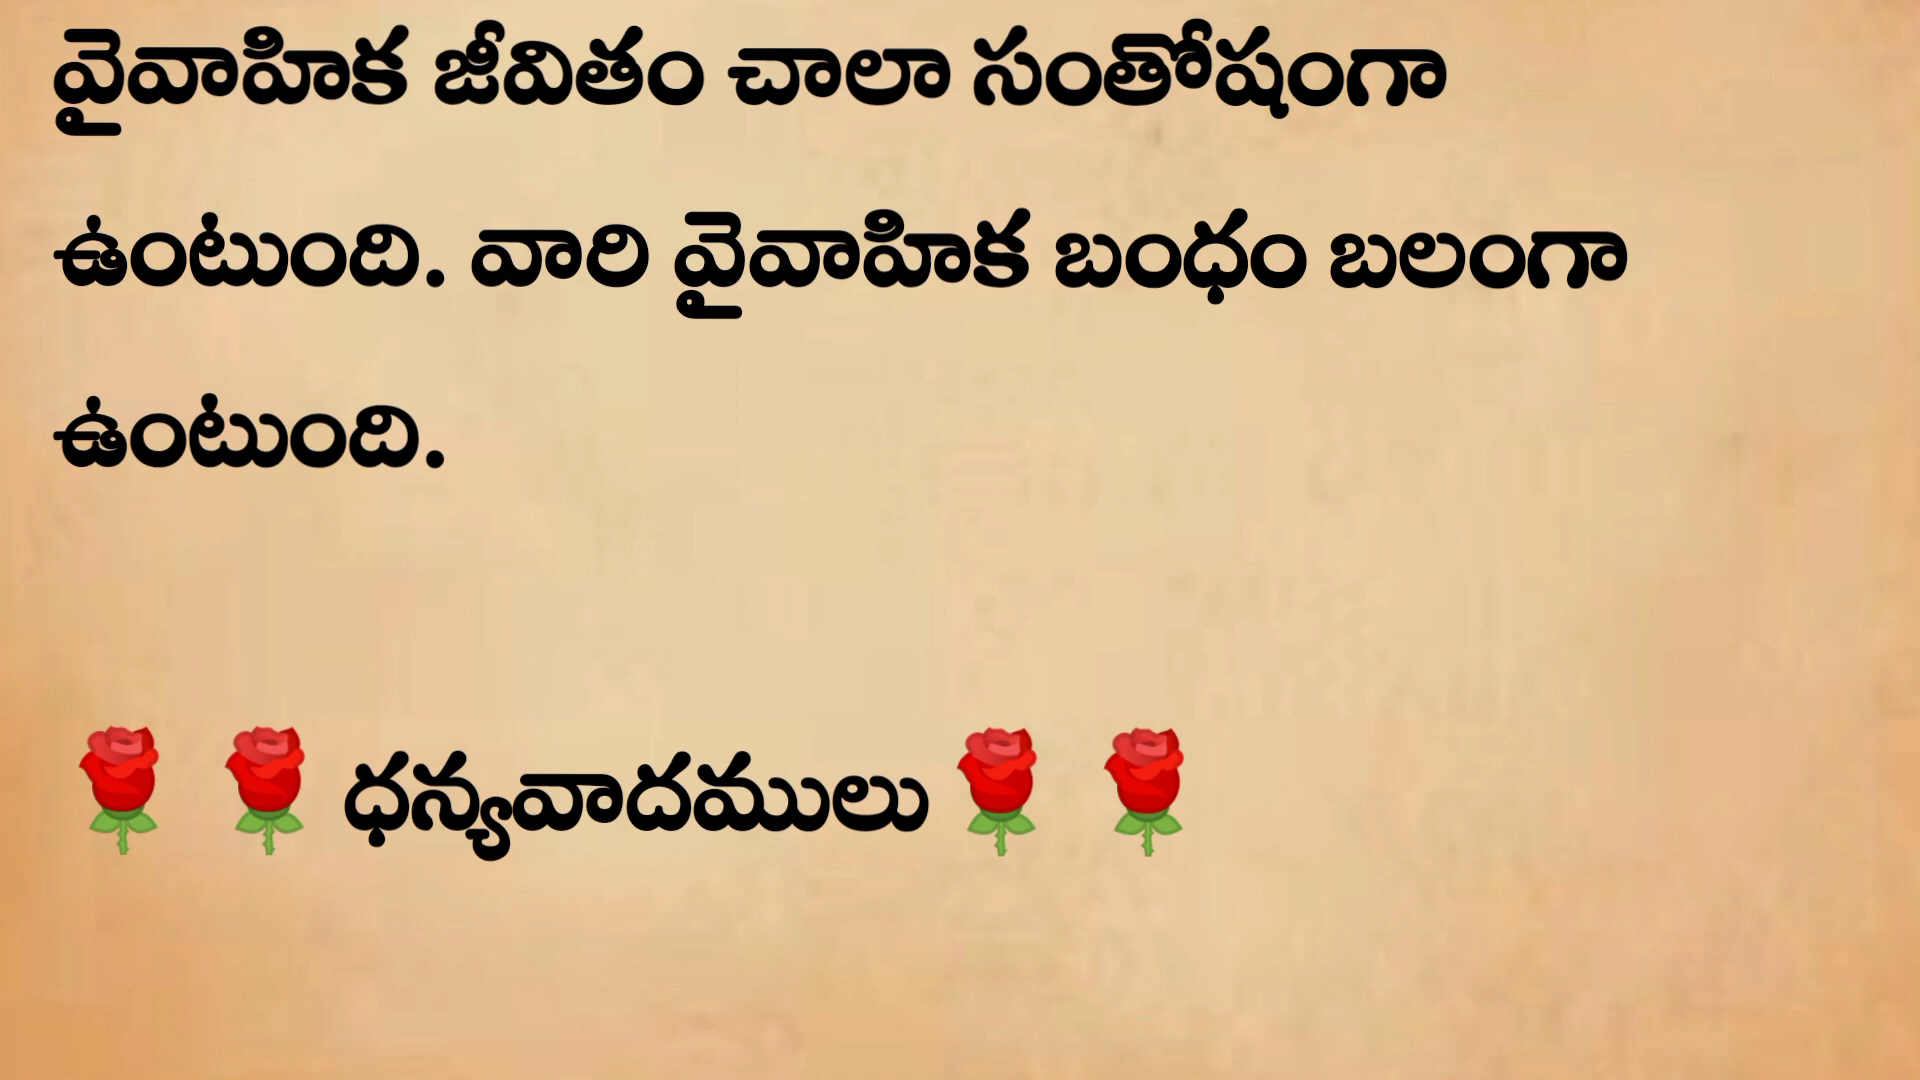 వైవాహిక జీవితం చాలా సంతోషంగా
ఉంటుంది. వారి వైవాహిక బంధం బలంగా
ఉంటుంది.
🌹 🌹 ధన్యవాదములు🌹 🌹